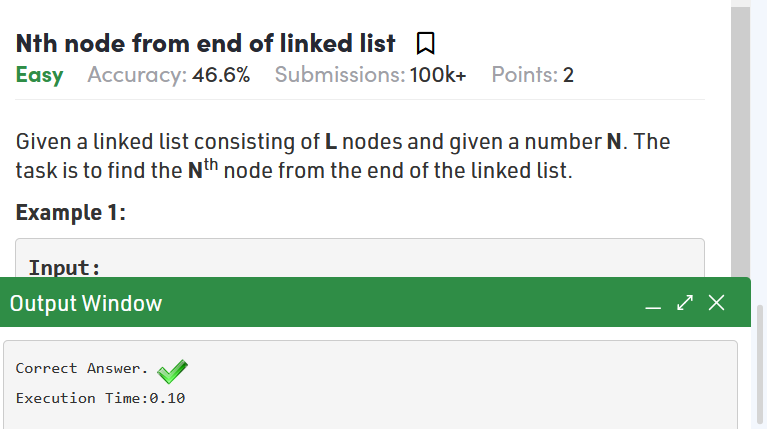 Nth node from end of linked list
Easy Accuracy: 46.6% Submissions: 100k+ Points: 2
Given a linked list consisting of L nodes and given a number N. The
task is to find the Nth node from the end of the linked list.
Example 1:
Input:
Output Window
Correct Answer.
Execution Time:0.10